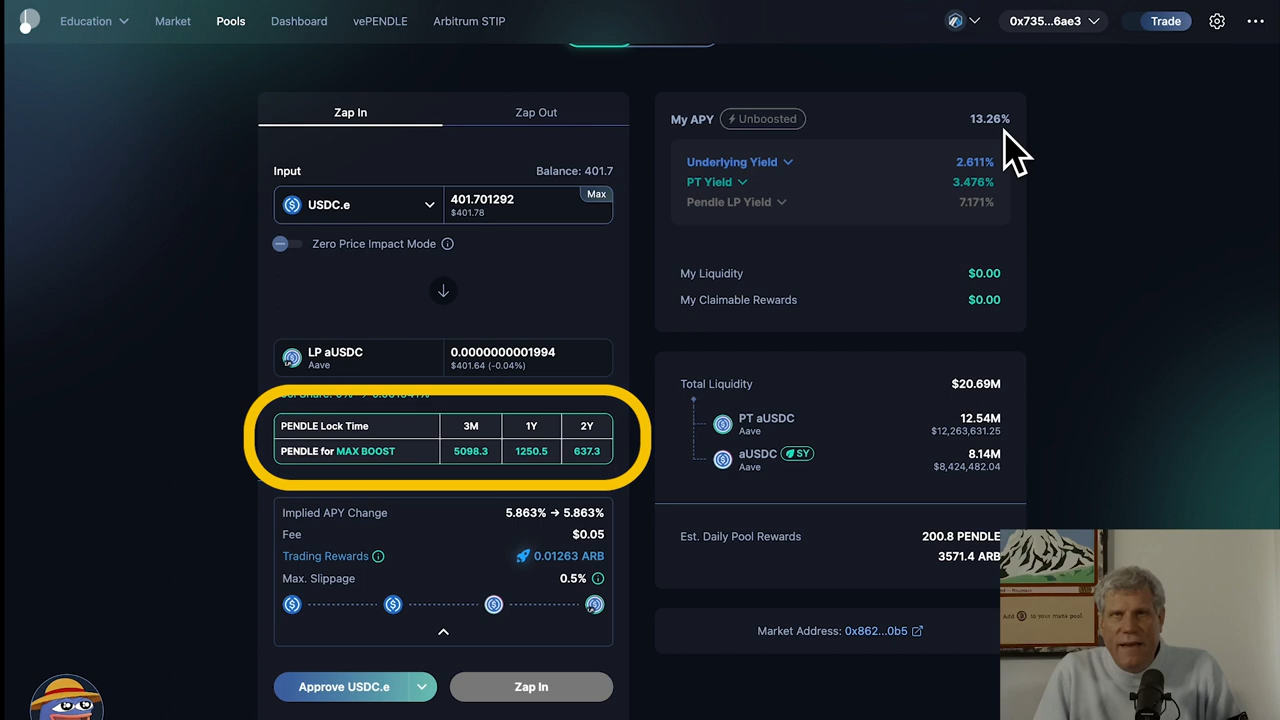 Education Market Pools Dashboard vePENDLE Arbitrum STIP 0x735...6ae3 Trade
Zap In Zap Out
Input Balance: 401.7
USDC.e 401.701292 Max
$401.78
Zero Price Impact Mode
LP aUSDC 0.0000000001994
Aave $401.64 (-0.04%)
PENDLE Lock Time 3M 1Y 2Y
PENDLE for MAX BOOST 5098.3 1250.5 637.3
Implied APY Change 5.863% → 5.863%
Fee $0.05
Trading Rewards 0.01263 ARB
Max. Slippage 0.5%
Approve USDC.e Zap In
My APY Unboosted 13.26%
Underlying Yield 2.611%
PT Yield 3.476%
Pendle LP Yield 7.171%
My Liquidity $0.00
My Claimable Rewards $0.00
Total Liquidity $20.69M
PT aUSDC 12.54M
Aave $12,263,631.25
aUSDC SY 8.14M
Aave $8,424,482.04
Est. Daily Pool Rewards 200.8 PENDLE
3571.4 ARB
Market Address: 0x862...0b5
Add to your mana pool.